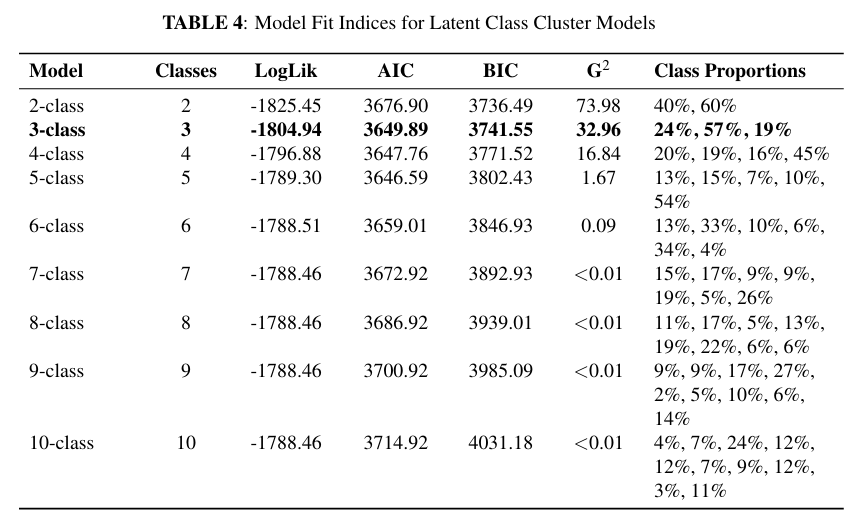 TABLE 4: Model Fit Indices for Latent Class Cluster Models
Model Classes LogLik AIC BIC G² Class Proportions
2-class 2 -1825.45 3676.90 3736.49 73.98 40%, 60%
3-class 3 -1804.94 3649.89 3741.55 32.96 24%, 57%, 19%
4-class 4 -1796.88 3647.76 3771.52 16.84 20%, 19%, 16%, 45%
5-class 5 -1789.30 3646.59 3802.43 1.67 13%, 15%, 7%, 10%,
54%
6-class 6 -1788.51 3659.01 3846.93 0.09 13%, 33%, 10%, 6%,
34%, 4%
7-class 7 -1788.46 3672.92 3892.93 <0.01 15%, 17%, 9%, 9%,
19%, 5%, 26%
8-class 8 -1788.46 3686.92 3939.01 <0.01 11%, 17%, 5%, 13%,
19%, 22%, 6%, 6%
9-class 9 -1788.46 3700.92 3985.09 <0.01 9%, 9%, 17%, 27%,
2%, 5%, 10%, 6%,
14%
10-class 10 -1788.46 3714.92 4031.18 <0.01 4%, 7%, 24%, 12%,
12%, 7%, 9%, 12%,
3%, 11%